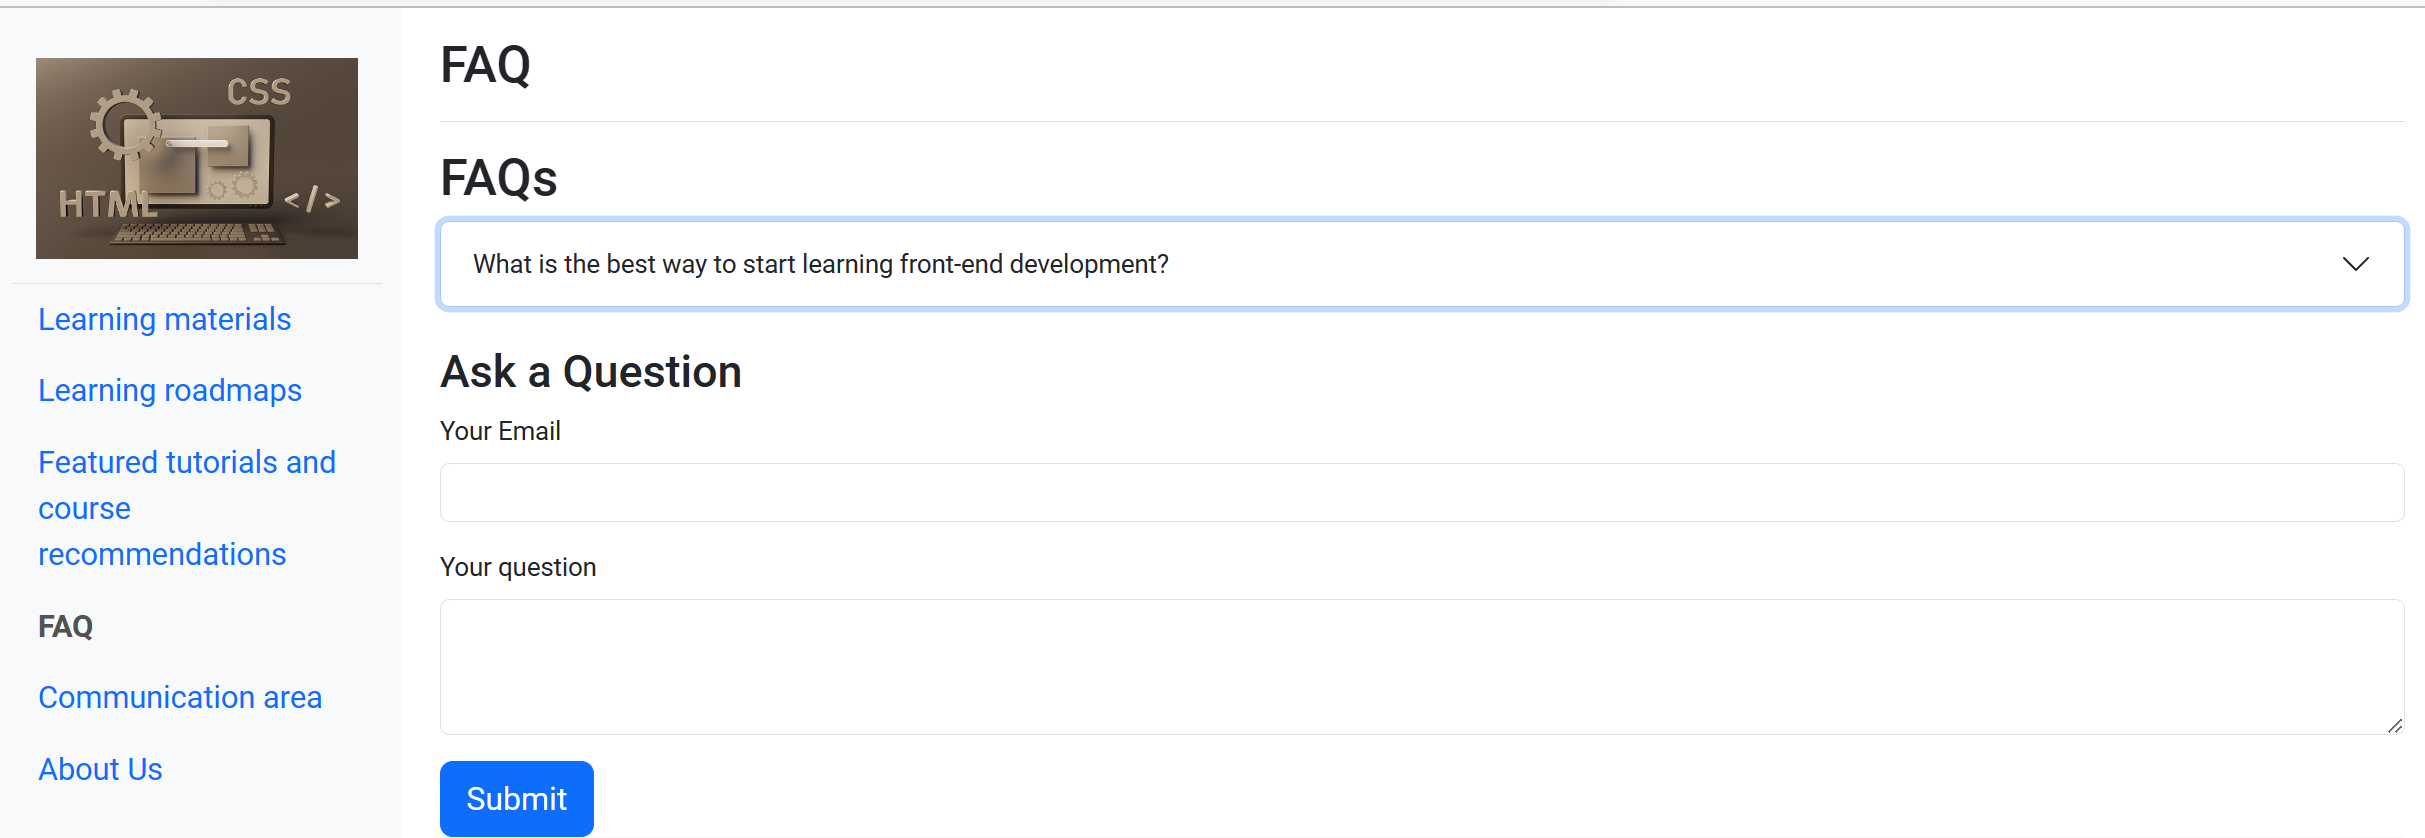 CSS
HTML
</>
Learning materials
Learning roadmaps
Featured tutorials and
course
recommendations
FAQ
Communication area
About Us
FAQ
FAQs
What is the best way to start learning front-end development?
Ask a Question
Your Email
Your question
Submit